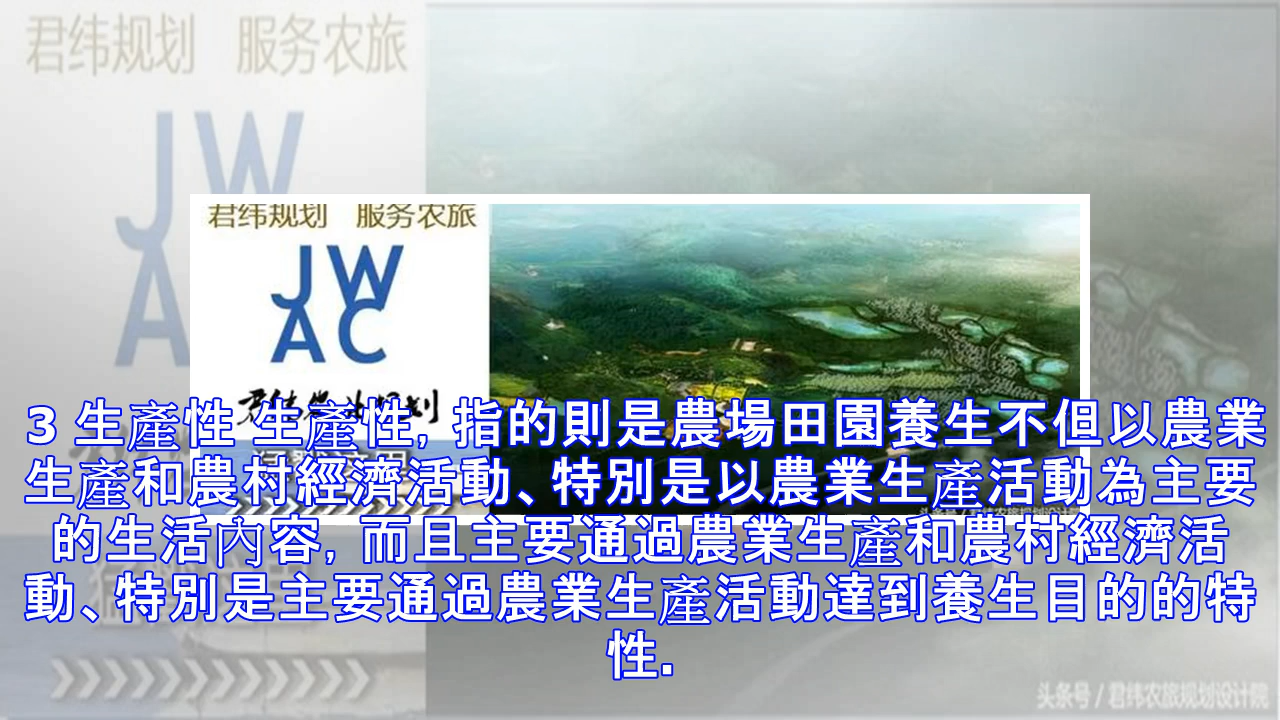 君纬规划 服务农旅
JW
A
君纬规划 服务农旅
JW
AC
3 生產性 生產性, 指的則是農場田園養生不但以農業
生產和農村經濟活動、特別是以農業生產活動為主要
的生活內容, 而且主要通過農業生產和農村經濟活
動、特別是主要通過農業生產活動達到養生目的的特
性.
头条号 / 君纬农旅规划设计院